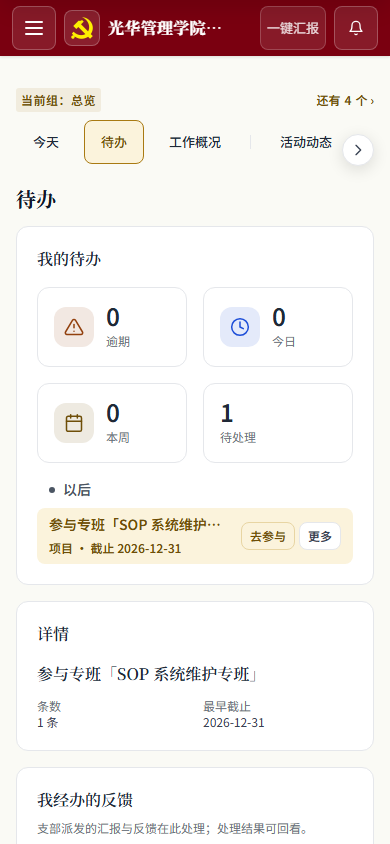 光华管理学院…
一键汇报
当前组：总览
还有 4 个 ›
今天
待办
工作概况
活动动态
待办
我的待办
0
逾期
0
今日
0
本周
1
待处理
以后
参与专班「SOP 系统维护…
项目 • 截止 2026-12-31
去参与
更多
详情
参与专班「SOP 系统维护专班」
条数
1 条
最早截止
2026-12-31
我经办的反馈
支部派发的汇报与反馈在此处理；处理结果可回看。